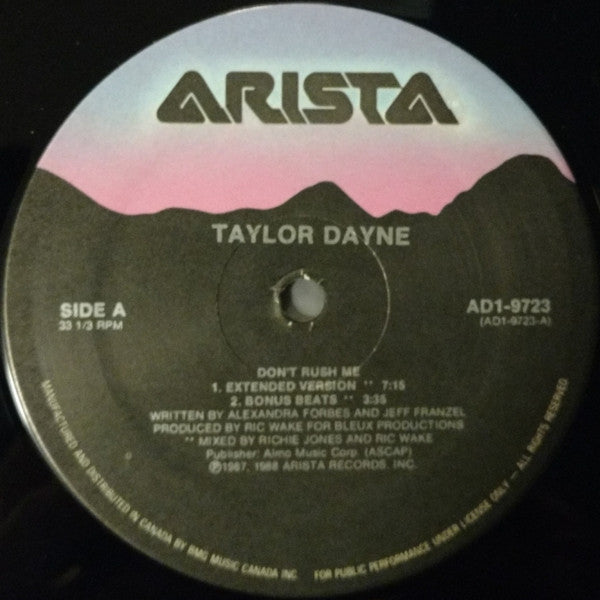 ARISTA
TAYLOR DAYNE
SIDE A
33 1/3 RPM
AD1-9723
(AD1-9723-A)
DON'T RUSH ME
1. EXTENDED VERSION ** 7:15
2. BONUS BEATS ** 3:35
WRITTEN BY ALEXANDRA FORBES AND JEFF FRANZEL
PRODUCED BY RIC WAKE FOR BLEUX PRODUCTIONS
** MIXED BY RICHIE JONES AND RIC WAKE
Publisher: Almo Music Corp. (ASCAP)
Ⓟ©1987, 1988 ARISTA RECORDS, INC.
MANUFACTURED AND DISTRIBUTED IN CANADA BY BMG MUSIC CANADA INC FOR PUBLIC PERFORMANCE UNDER LICENSE ONLY — ALL RIGHTS RESERVED